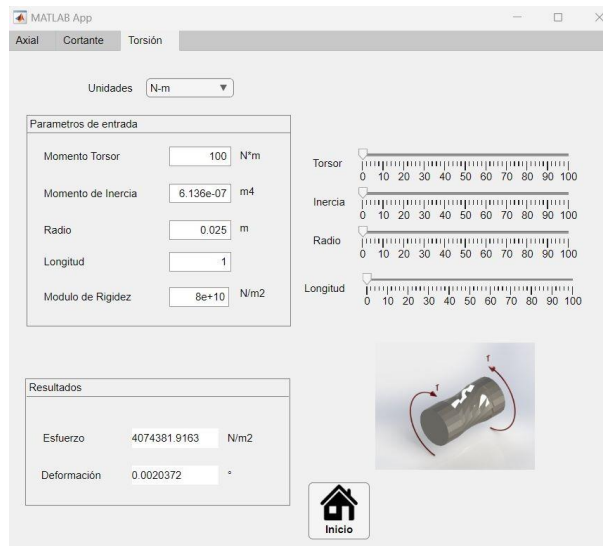 MATLAB App
Axial Cortante Torsión
Unidades N-m
Parametros de entrada
Momento Torsor 100 N*m
Momento de Inercia 6.136e-07 m4
Radio 0.025 m
Longitud 1
Modulo de Rigidez 8e+10 N/m2
Torsor
0 10 20 30 40 50 60 70 80 90 100
Inercia
0 10 20 30 40 50 60 70 80 90 100
Radio
0 10 20 30 40 50 60 70 80 90 100
Longitud
0 10 20 30 40 50 60 70 80 90 100
Resultados
Esfuerzo 4074381.9163 N/m2
Deformación 0.0020372 °
Inicio